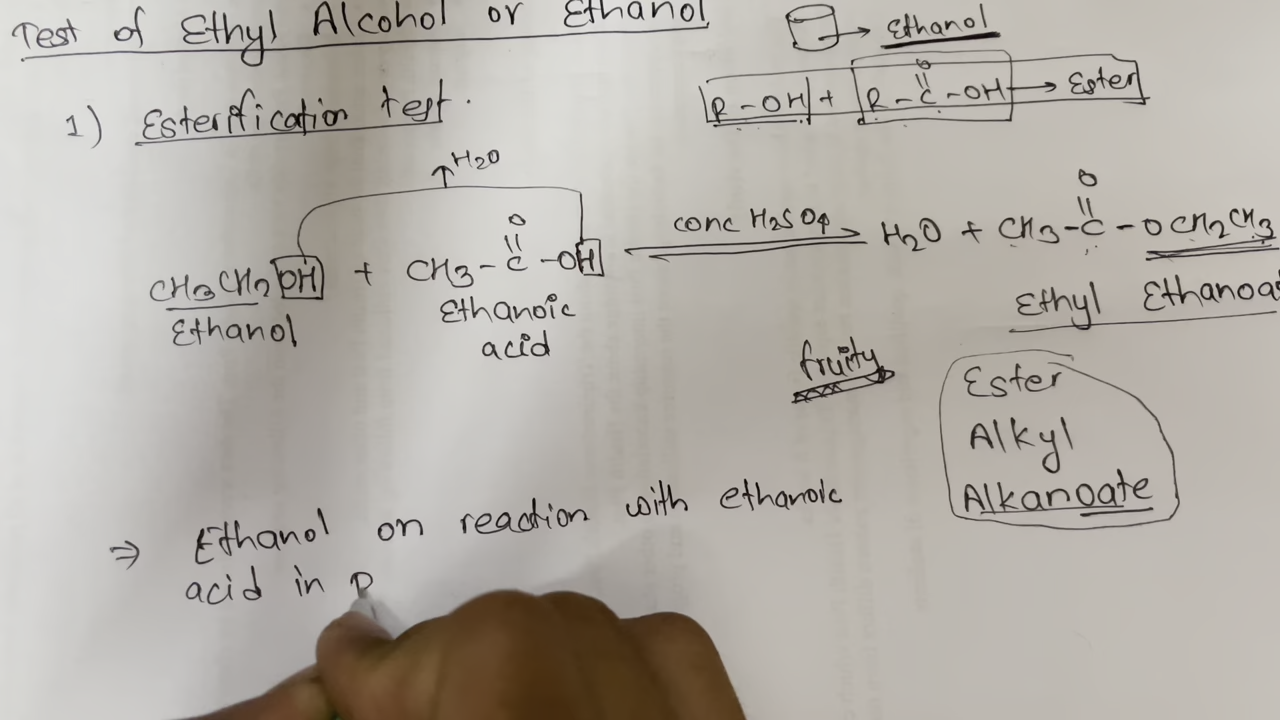 Test of Ethyl Alcohol or Ethanol
Ethanol
1) Esterification test.
R-OH + R-C-OH → Ester
O
H2O
CH3CH2OH + CH3-C-OH conc H2SO4 H2O + CH3-C-OCH2CH3
O
O
Ethanol
Ethanoic
acid
Ethyl Ethanoa
fruity
Ester
Alkyl
Alkanoate
⇒ Ethanol on reaction with ethanoic
acid in P